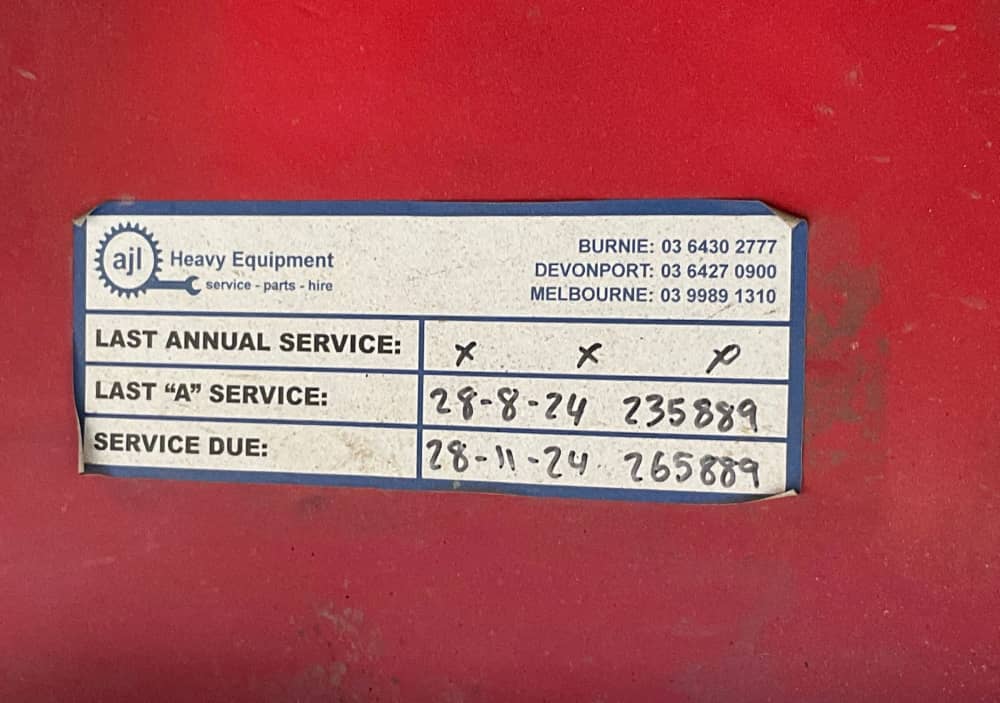 ajl Heavy Equipment
service - parts - hire
BURNIE: 03 6430 2777
DEVONPORT: 03 6427 0900
MELBOURNE: 03 9989 1310
LAST ANNUAL SERVICE: x x
LAST “A” SERVICE: 28-8-24 235889
SERVICE DUE: 28-11-24 265889